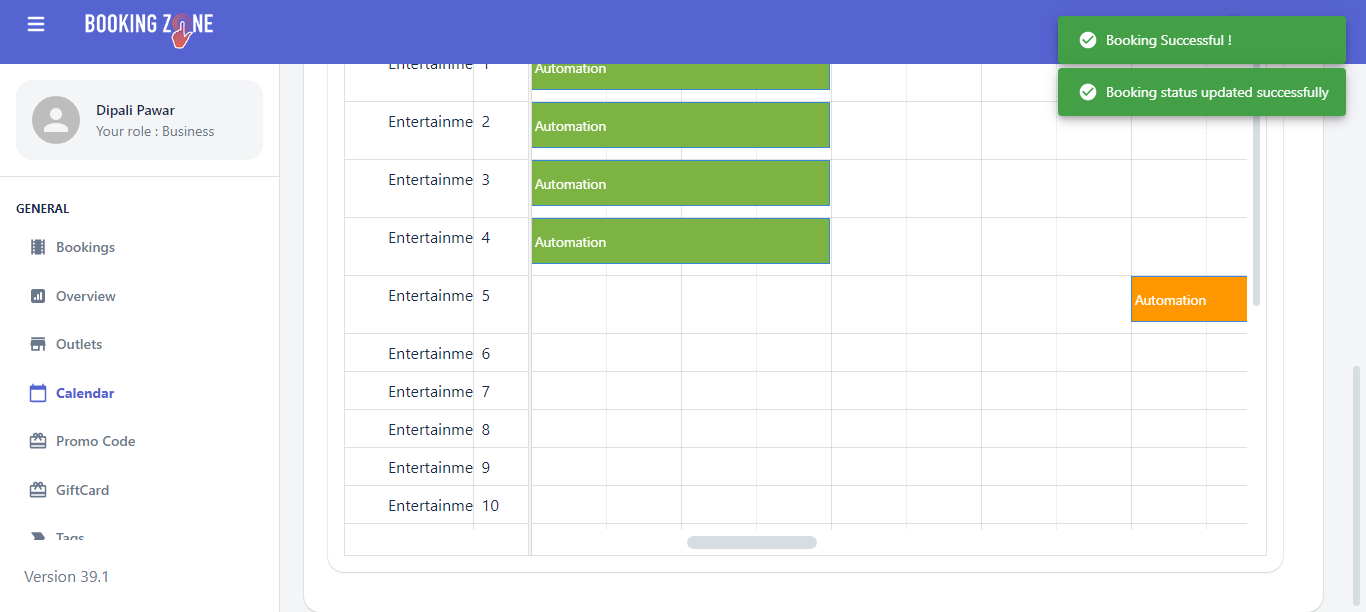 BOOKING ZONE
Booking Successful !
Booking status updated successfully
Dipali Pawar
Your role : Business
GENERAL
Bookings
Overview
Outlets
Calendar
Promo Code
GiftCard
Tags
Version 39.1
Entertainme 1 Automation
Entertainme 2 Automation
Entertainme 3 Automation
Entertainme 4 Automation
Entertainme 5 Automation
Entertainme 6
Entertainme 7
Entertainme 8
Entertainme 9
Entertainme 10